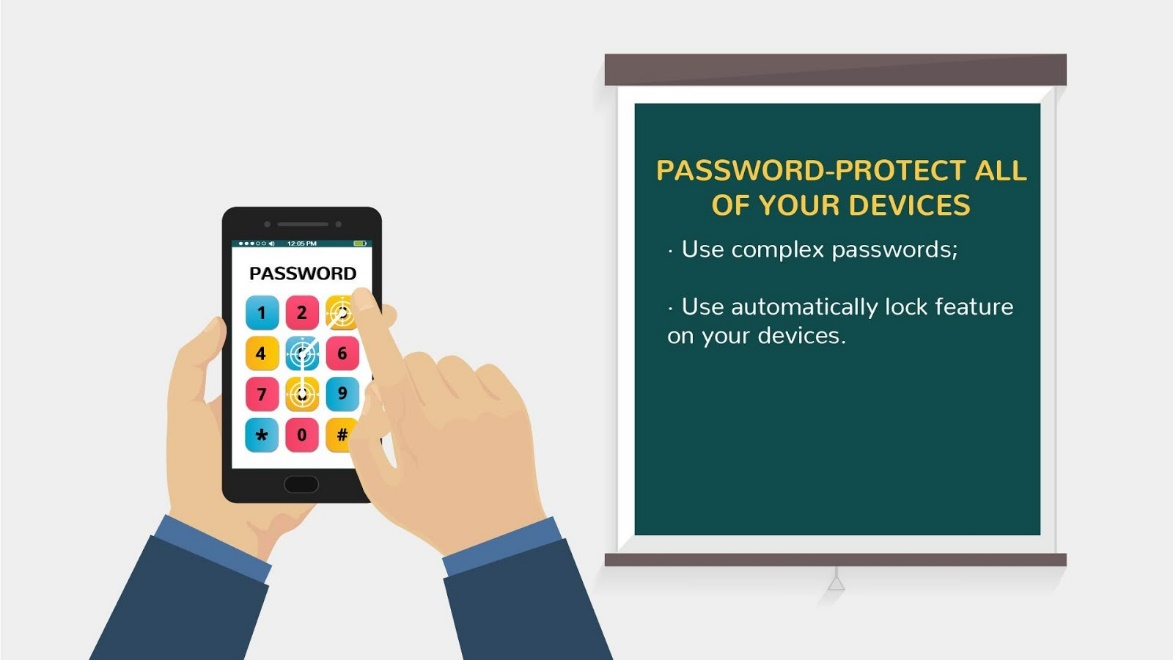 12:05 PM
PASSWORD
1 2
4 6
7 9
* 0 #
PASSWORD-PROTECT ALL
OF YOUR DEVICES
· Use complex passwords;
· Use automatically lock feature
on your devices.